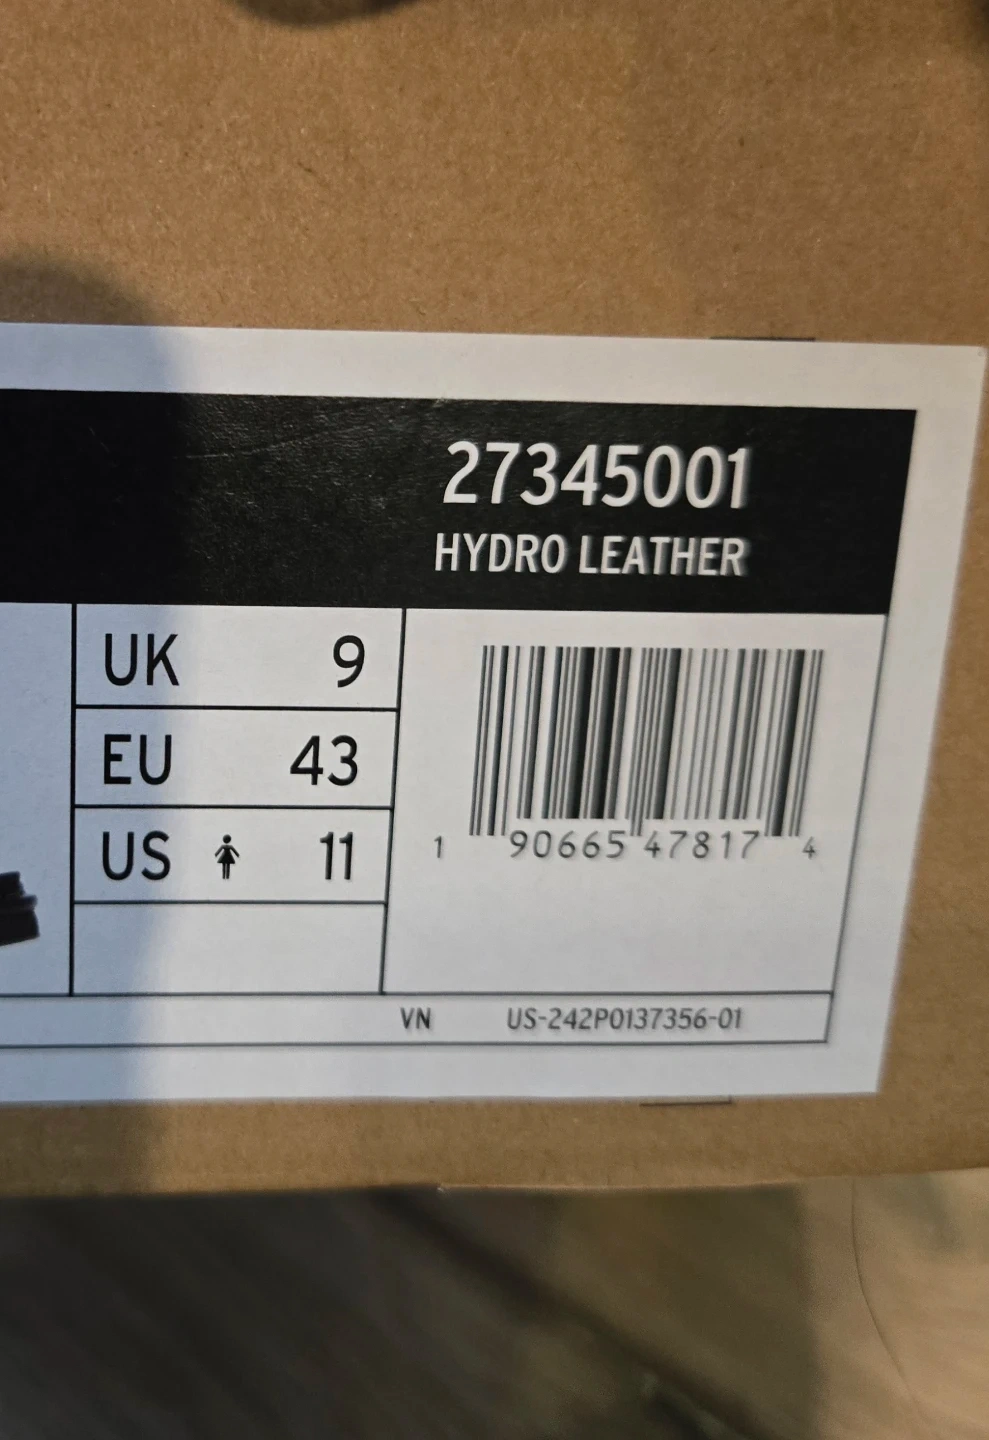 27345001
HYDRO LEATHER
UK 9
EU 43
US 11
1 90665 47817 4
VN US-242P0137356-01